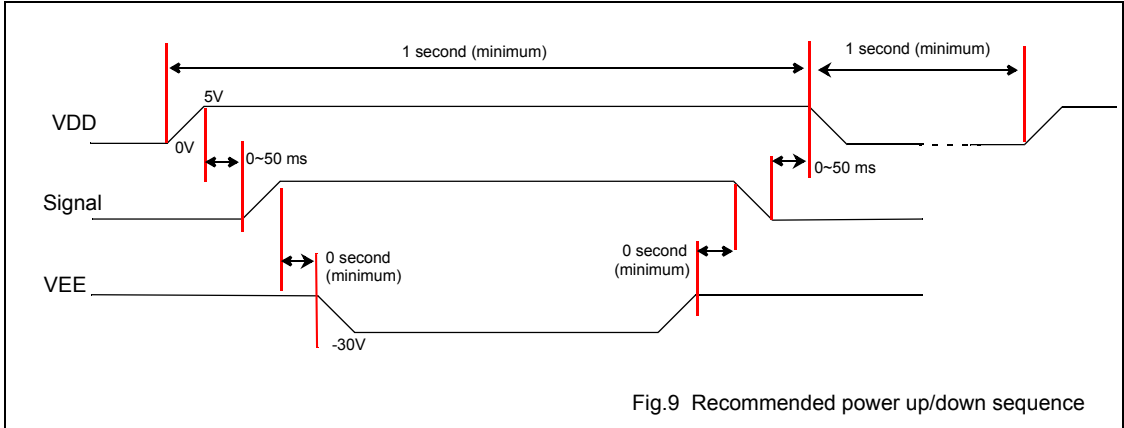 1 second (minimum)
1 second (minimum)
5V
VDD
0V
0~50 ms
0~50 ms
Signal
0 second
(minimum)
0 second
(minimum)
VEE
-30V
Fig.9 Recommended power up/down sequence